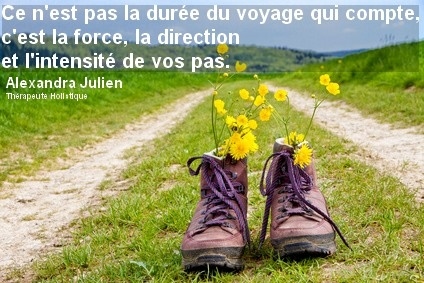 Ce n'est pas la durée du voyage qui compte,
c'est la force, la direction
et l'intensité de vos pas.
Alexandra Julien
Thérapeute Holistique